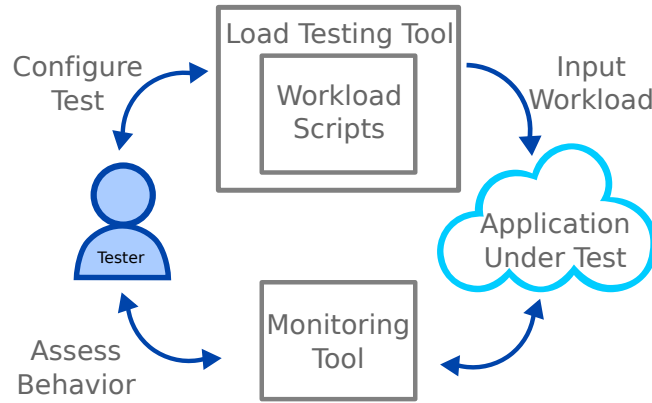 Load Testing Tool
Workload
Scripts
Configure
Test
Input
Workload
Tester
Application
Under Test
Monitoring
Tool
Assess
Behavior